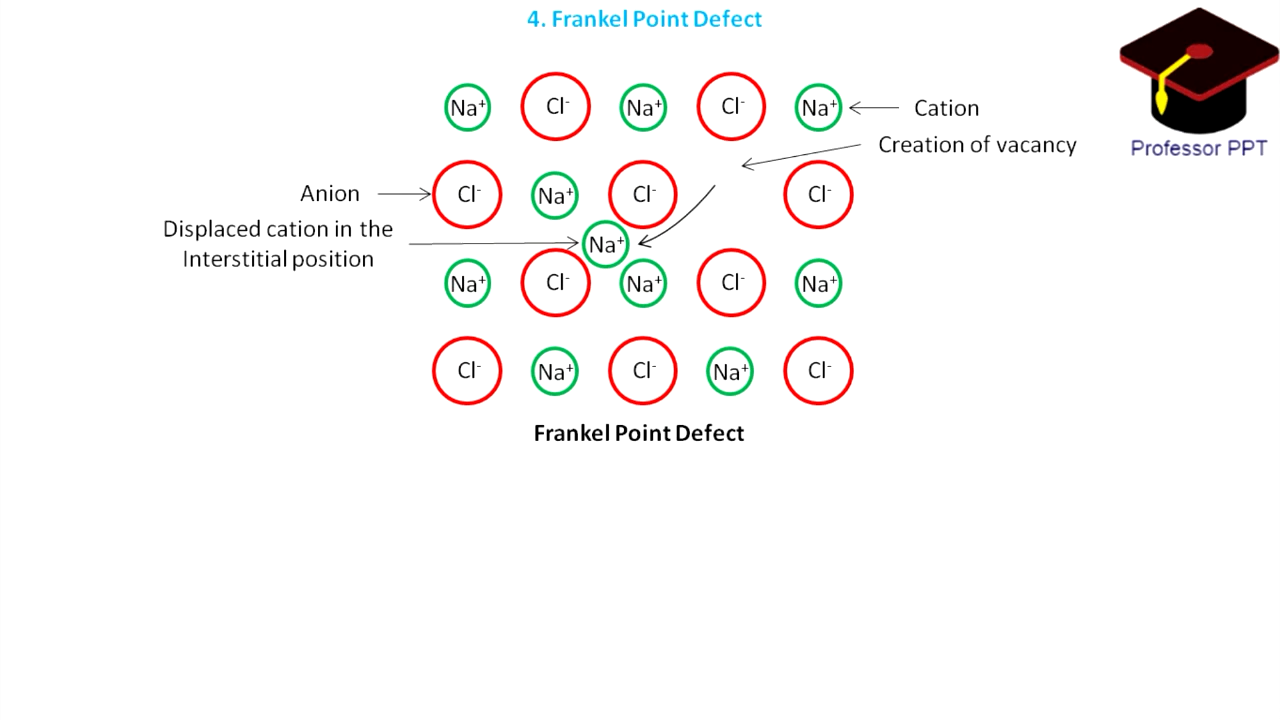 4. Frankel Point Defect
Na⁺ Cl⁻ Na⁺ Cl⁻ Na⁺
Cation
Professor PPT
Creation of vacancy
Anion
Cl⁻ Na⁺ Cl⁻ Cl⁻
Displaced cation in the
Interstitial position
Na⁺
Na⁺ Cl⁻ Na⁺ Cl⁻ Na⁺
Cl⁻ Na⁺ Cl⁻ Na⁺ Cl⁻
Frankel Point Defect